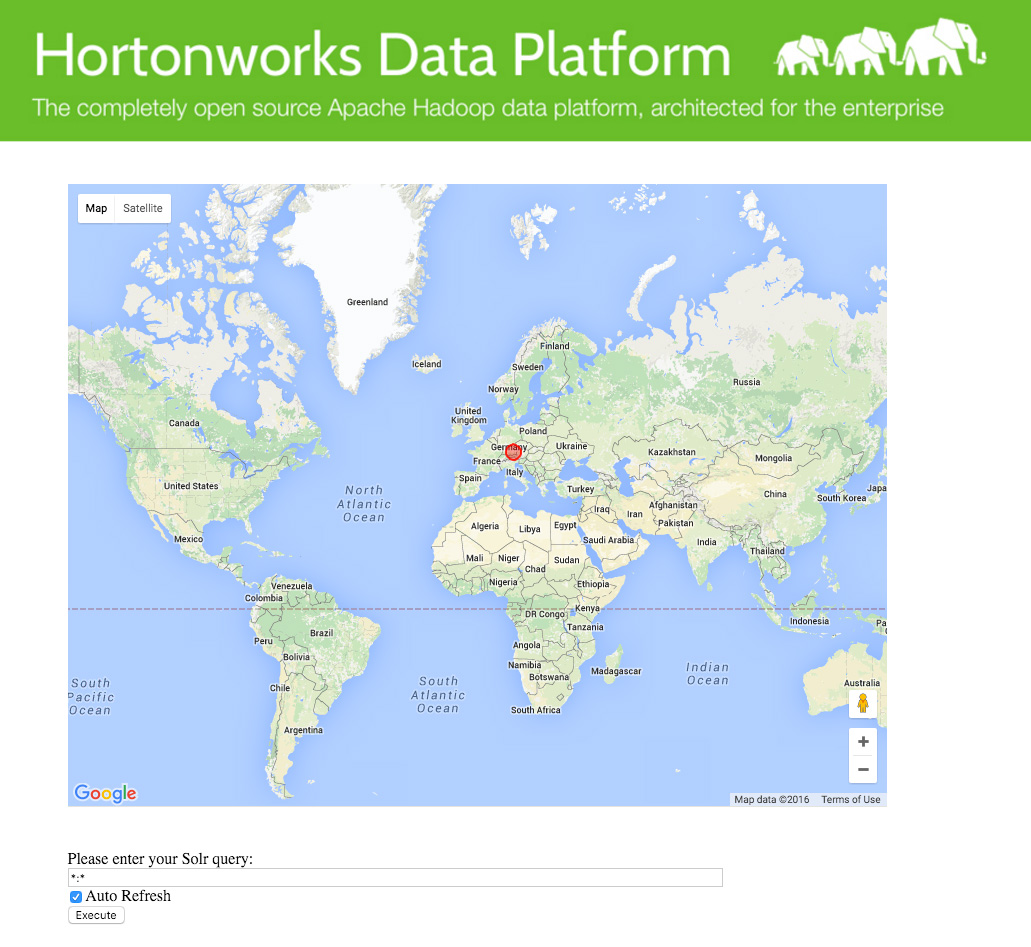 Hortonworks Data Platform
The completely open source Apache Hadoop data platform, architected for the enterprise
Map Satellite
Greenland
Iceland
Finland
Sweden
Norway
Russia
United
Kingdom
Canada
Poland
Germany
Ukraine
Kazakhstan
Mongolia
France
Italy
Spain
United States
North
Atlantic
Ocean
Turkey
China
South Korea
Japa
Iraq
Iran
Afghanistan
Pakistan
Algeria
Libya
Egypt
Saudi Arabia
Mexico
India
Thailand
Mali
Niger
Sudan
Chad
Nigeria
Ethiopia
Venezuela
Colombia
DR Congo
Kenya
Indonesia
Pa
Tanzania
Brazil
Peru
Angola
Bolivia
Namibia
Botswana
Madagascar
Indian
Ocean
South
Pacific
Ocean
South
Atlantic
Ocean
Chile
Australia
South Africa
Argentina
+
−
Google
Map data ©2016 Terms of Use
Please enter your Solr query:
*:*
Auto Refresh
Execute